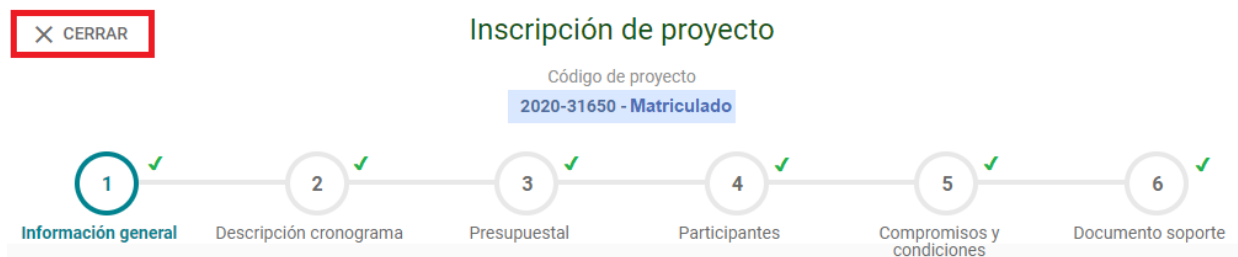 CERRAR
Inscripción de proyecto
Código de proyecto
2020-31650 - Matriculado
1
2
3
4
5
6
Información general
Descripción cronograma
Presupuestal
Participantes
Compromisos y
condiciones
Documento soporte